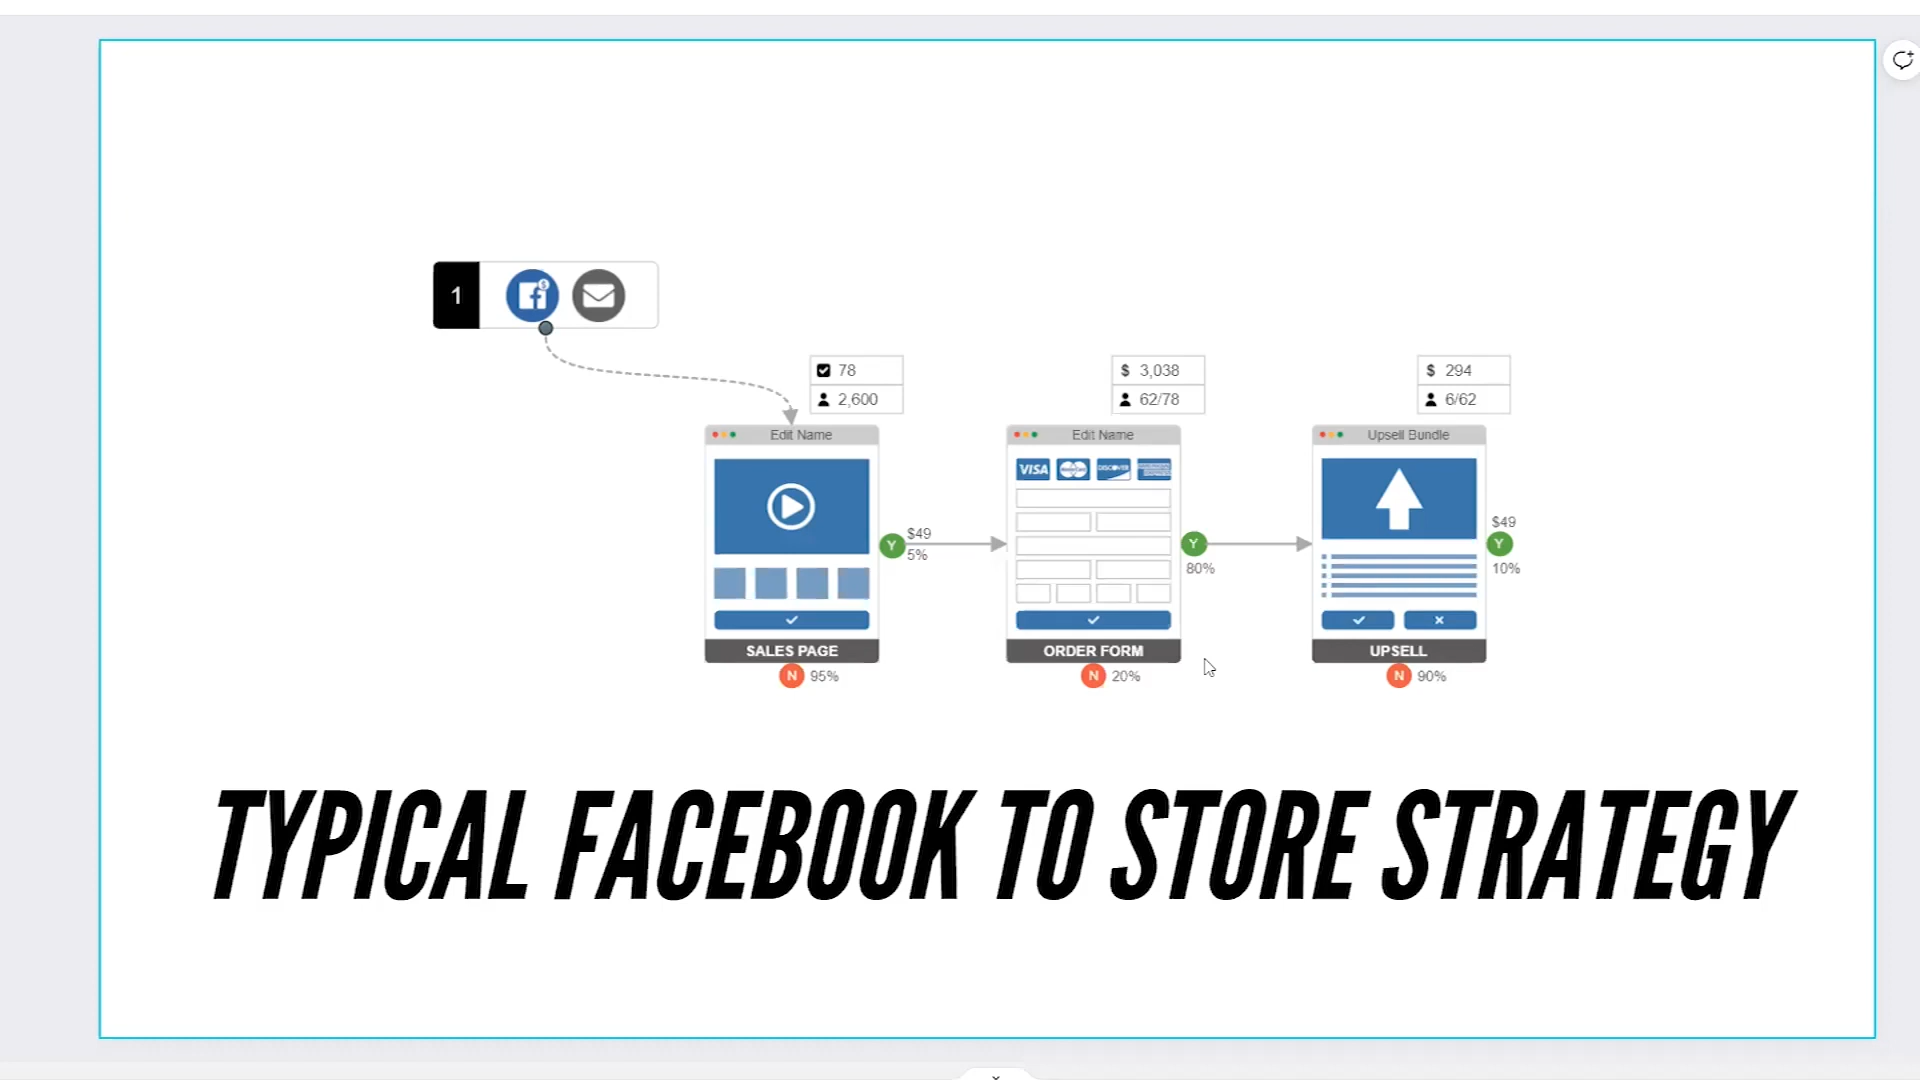 1
78
2,600
$ 3,038
62/78
$ 294
6/62
Edit Name
Edit Name
Upsell Bundle
VISA
DISCOVER
$49
Y
5%
Y
80%
$49
Y
10%
SALES PAGE
ORDER FORM
UPSELL
N 95%
N 20%
N 90%
TYPICAL FACEBOOK TO STORE STRATEGY